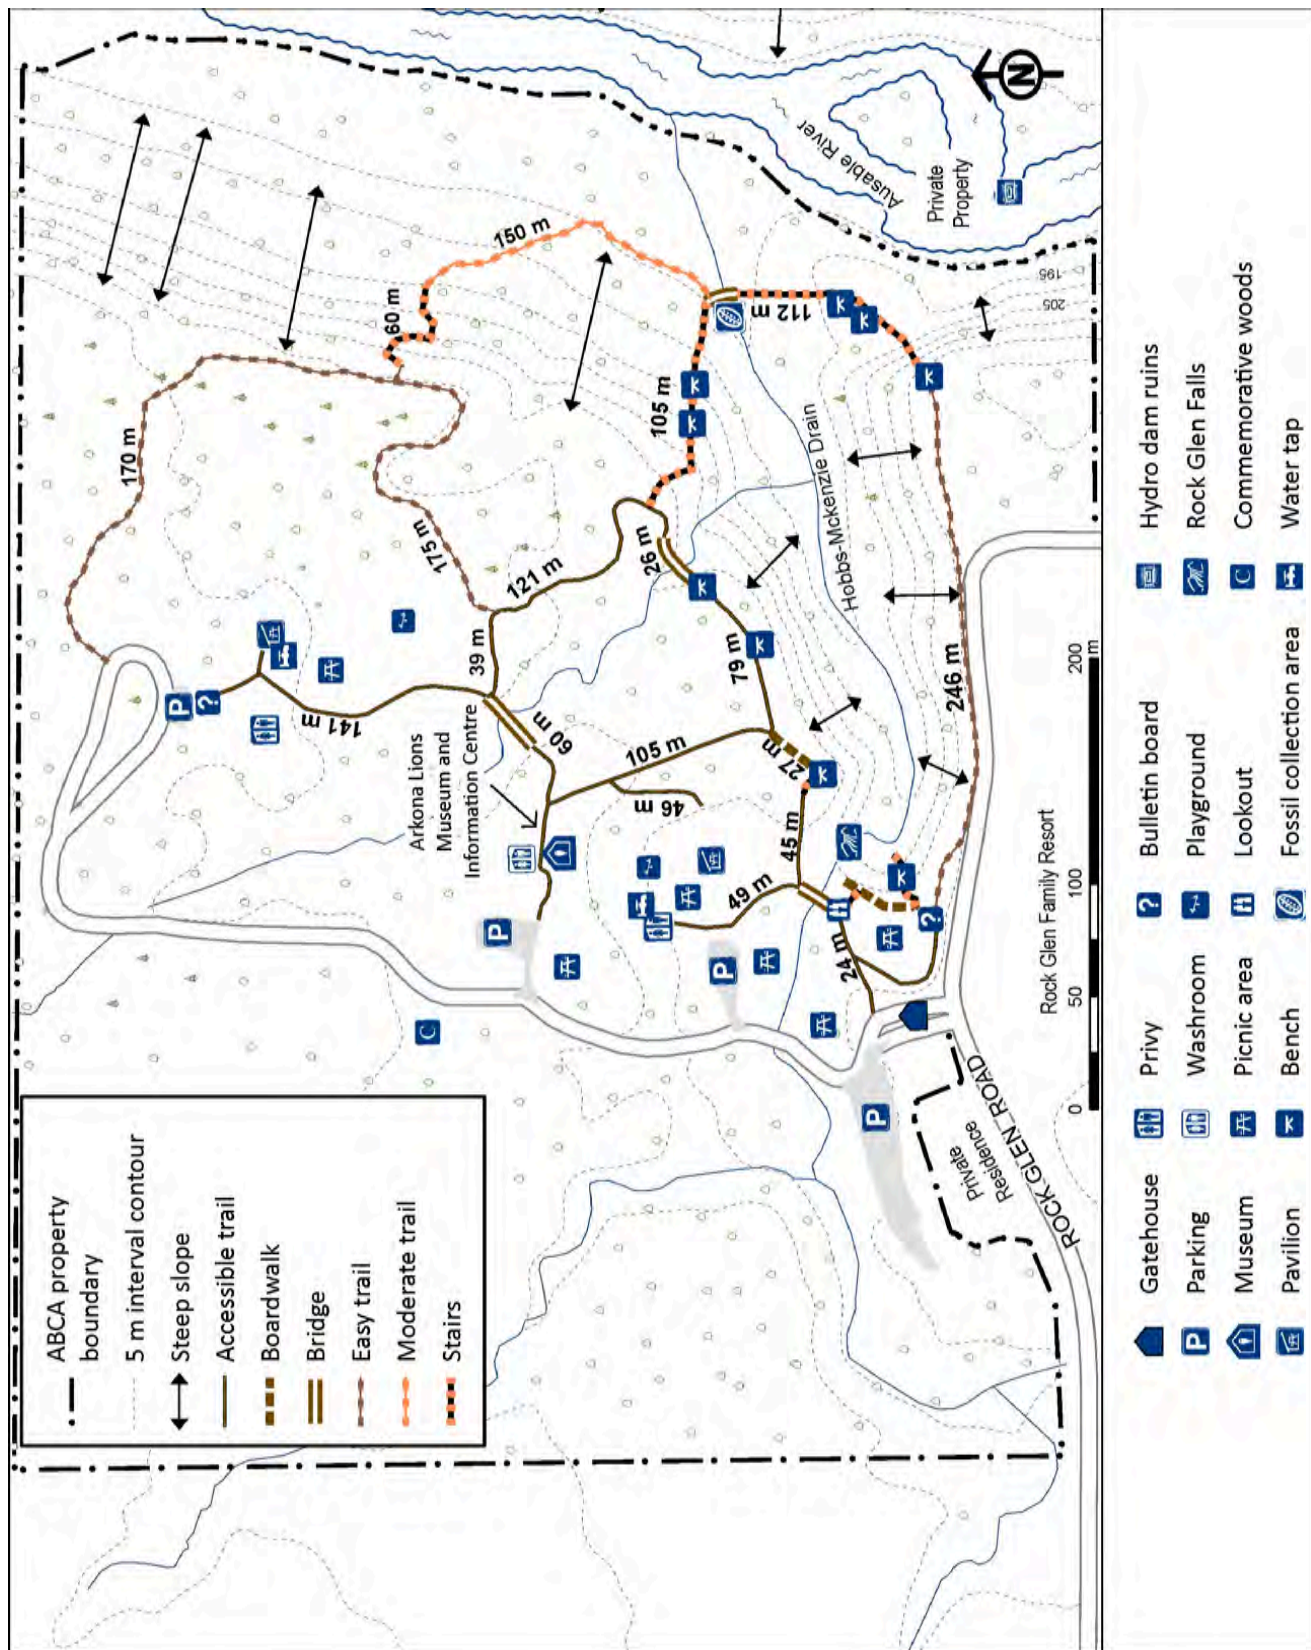 ABCA property
boundary
5 m interval contour
Steep slope
Accessible trail
Boardwalk
Bridge
Easy trail
Moderate trail
Stairs
N
170 m
60 m
150 m
175 m
121 m
39 m
141 m
60 m
105 m
46 m
105 m
112 m
26 m
79 m
27 m
45 m
49 m
24 m
246 m
Arkona Lions
Museum and
Information Centre
Hobbs-Mckenzie Drain
Ausable River
Private
Property
195
205
P
?
P
P
P
?
C
Private
Residence
ROCK GLEN ROAD
Rock Glen Family Resort
0
50
100
200
m
Gatehouse
P Parking
Museum
Pavilion
Privy
Washroom
Picnic area
Bench
? Bulletin board
Playground
Lookout
Fossil collection area
Hydro dam ruins
Rock Glen Falls
C Commemorative woods
Water tap